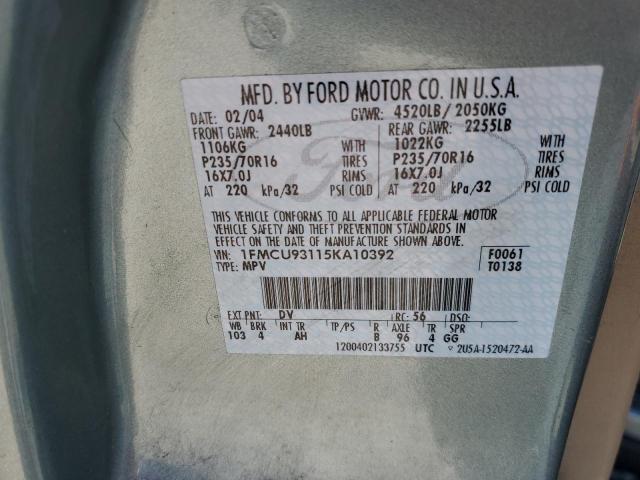 MFD. BY FORD MOTOR CO. IN U.S.A.
DATE: 02/04 GVWR: 4520LB/ 2050KG
FRONT GAWR: 2440LB REAR GAWR: 2255LB
1106KG WITH 1022KG WITH
P235/70R16 TIRES P235/70R16 TIRES
16X7.0J RIMS 16X7.0J RIMS
AT 220 kPa/32 PSI COLD AT 220 kPa/32 PSI COLD
THIS VEHICLE CONFORMS TO ALL APPLICABLE FEDERAL MOTOR
VEHICLE SAFETY AND THEFT PREVENTION STANDARDS IN
EFFECT ON THE DATE OF MANUFACTURE SHOWN ABOVE.
VIN: 1FMCU93115KA10392 F0061
TYPE: MPV T0138
EXT PNT: DV RC: 56 DSO:
WB BRK INT TR TP/PS R AXLE TR SPR
103 4 AH B 96 4 GG
1200402133755 UTC 2U5A-1520472-AA
Ford